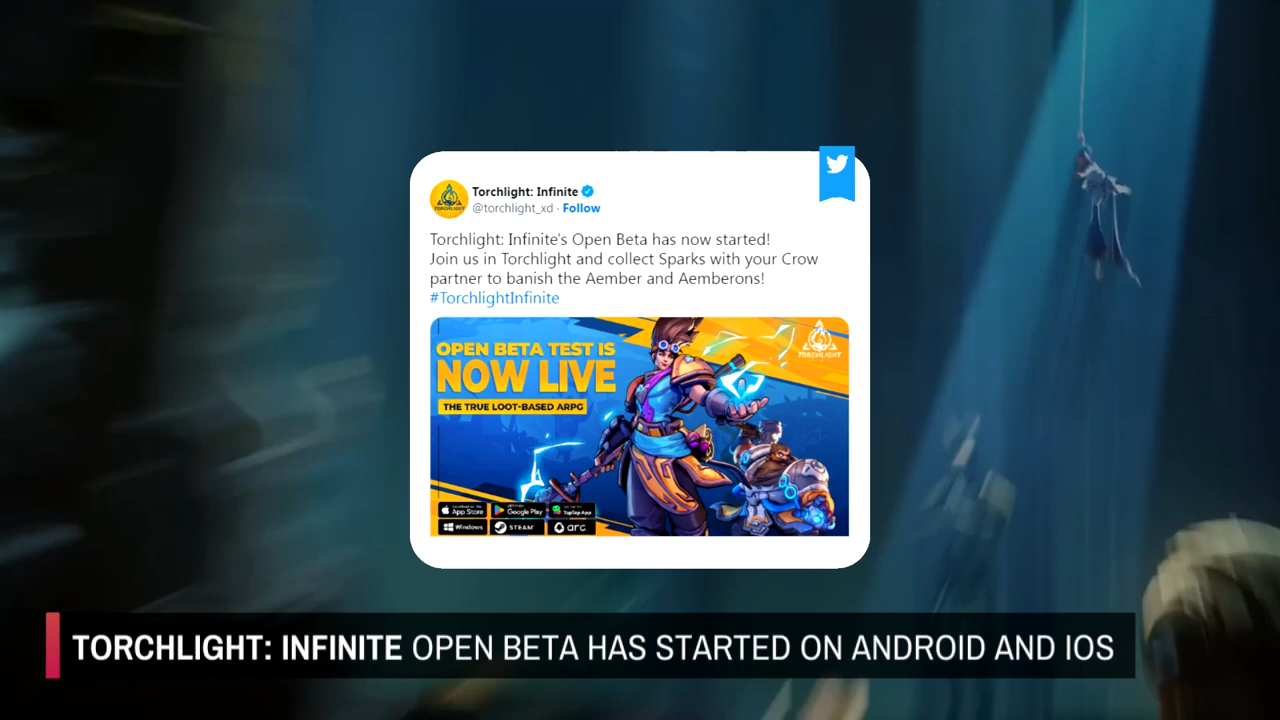 Torchlight: Infinite
@torchlight_xd · Follow
Torchlight: Infinite's Open Beta has now started!
Join us in Torchlight and collect Sparks with your Crow
partner to banish the Aember and Aemberons!
#TorchlightInfinite
OPEN BETA TEST IS
NOW LIVE
THE TRUE LOOT-BASED ARPG
TORCHLIGHT
App Store
Google Play
TapTap App
Windows
STEAM
arc
TORCHLIGHT: INFINITE OPEN BETA HAS STARTED ON ANDROID AND IOS